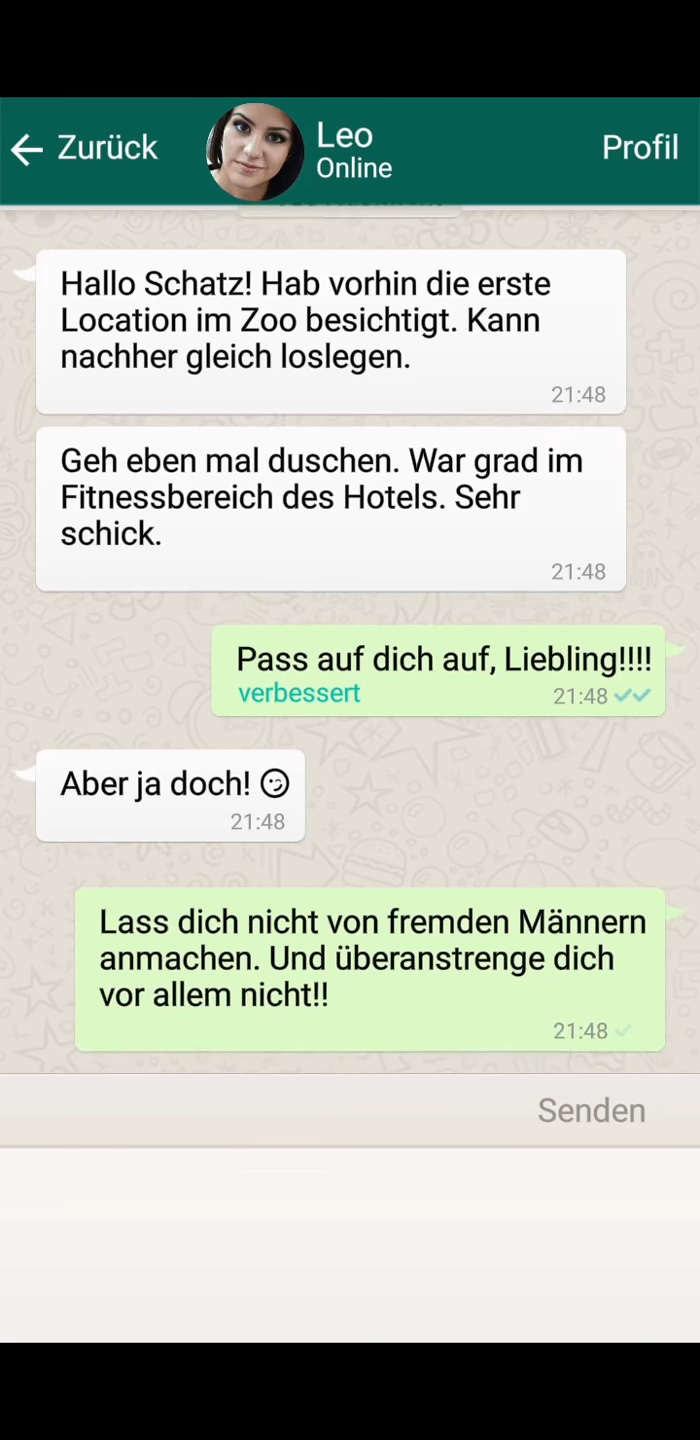 Zurück
Leo
Online
Profil
Hallo Schatz! Hab vorhin die erste
Location im Zoo besichtigt. Kann
nachher gleich loslegen.
21:48
Geh eben mal duschen. War grad im
Fitnessbereich des Hotels. Sehr
schick.
21:48
Pass auf dich auf, Liebling!!!!
verbessert
21:48
Aber ja doch!
21:48
Lass dich nicht von fremden Männern
anmachen. Und überanstrenge dich
vor allem nicht!!
21:48
Senden